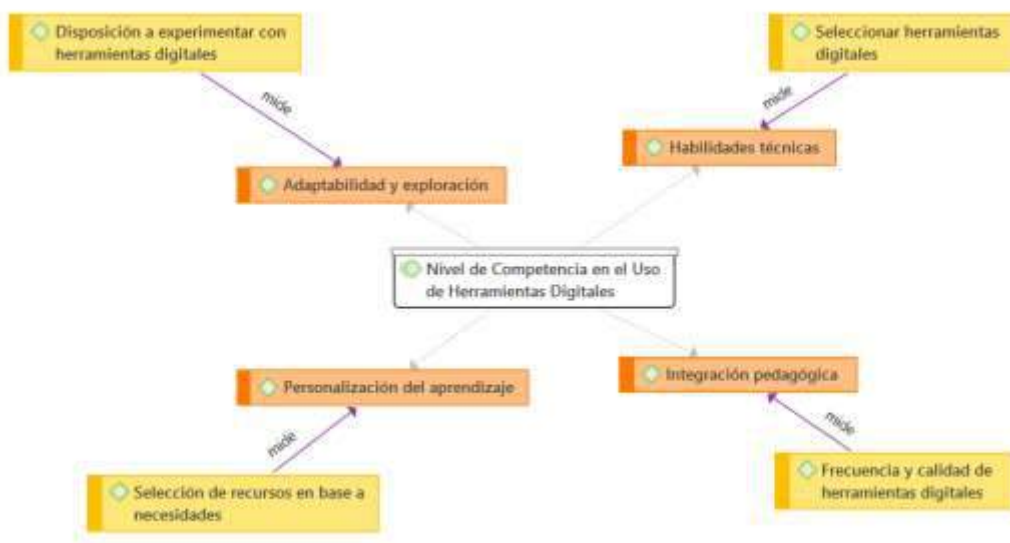 Disposición a experimentar con
herramientas digitales
Seleccionar herramientas
digitales
mide
mide
Habilidades técnicas
Adaptabilidad y exploración
Nivel de Competencia en el Uso
de Herramientas Digitales
Personalización del aprendizaje
Integración pedagógica
mide
mide
Selección de recursos en base a
necesidades
Frecuencia y calidad de
herramientas digitales